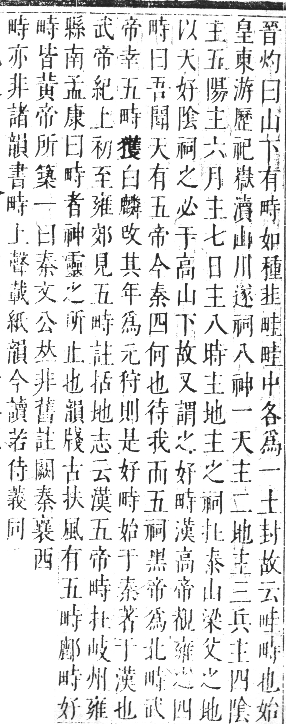 晉灼曰山下有畤如種韭畦畦中各爲一土封故云畦畤也始
皇東游歷祀嶽瀆山川遂祠八神一天主二地主三兵主四陰
主五陽主六月主七日主八時主地主之祠在泰山梁父之地
以天好陰祠之必于高山下故又謂之好畤漢高帝親雍之四
時曰吾聞天有五帝今秦四何也待我而五祠黑帝爲北畤武
帝幸五畤獲白麟改其年爲元狩則是好畤始于秦著于漢也
武帝紀上初至雍郊見五畤註括地志云漢五帝畤在岐州雍
縣南孟康曰畤者神靈之所止也韻牋古扶風有五畤鄜畤好
畤皆黃帝所築一曰秦文公並非舊註闕秦襄西
畤亦非諸韻書畤上聲載紙韻今讀若侍義同